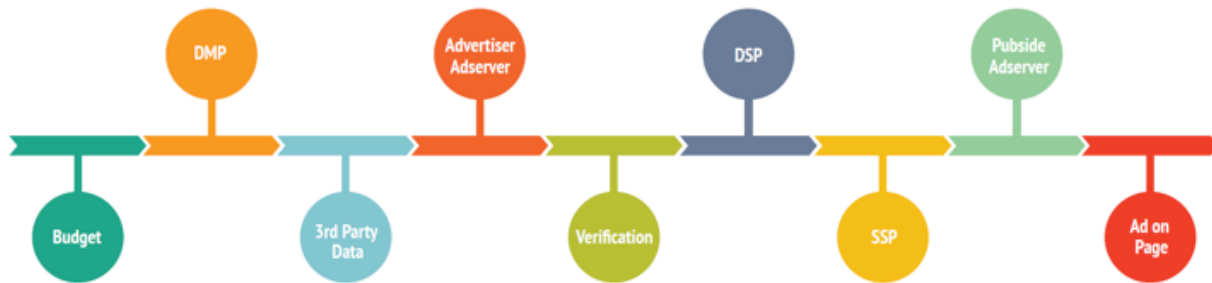 Budget
DMP
3rd Party
Data
Advertiser
Adserver
Verification
DSP
SSP
Pubside
Adserver
Ad on
Page